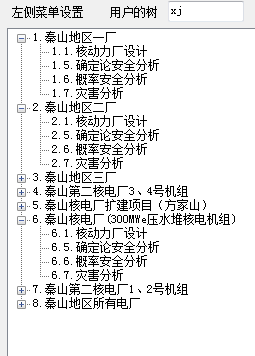 左侧菜单设置 用户的树 xj
1.秦山地区一厂
1.1.核动力厂设计
1.5.确定论安全分析
1.6.概率安全分析
1.7.灾害分析
2.秦山地区二厂
2.1.核动力厂设计
2.5.确定论安全分析
2.6.概率安全分析
2.7.灾害分析
3.秦山地区三厂
4.秦山第二核电厂3、4号机组
5.秦山核电厂扩建项目（方家山）
6.秦山核电厂(300MWe压水堆核电机组)
6.1.核动力厂设计
6.5.确定论安全分析
6.6.概率安全分析
6.7.灾害分析
7.秦山第二核电厂1、2号机组
8.秦山地区所有电厂